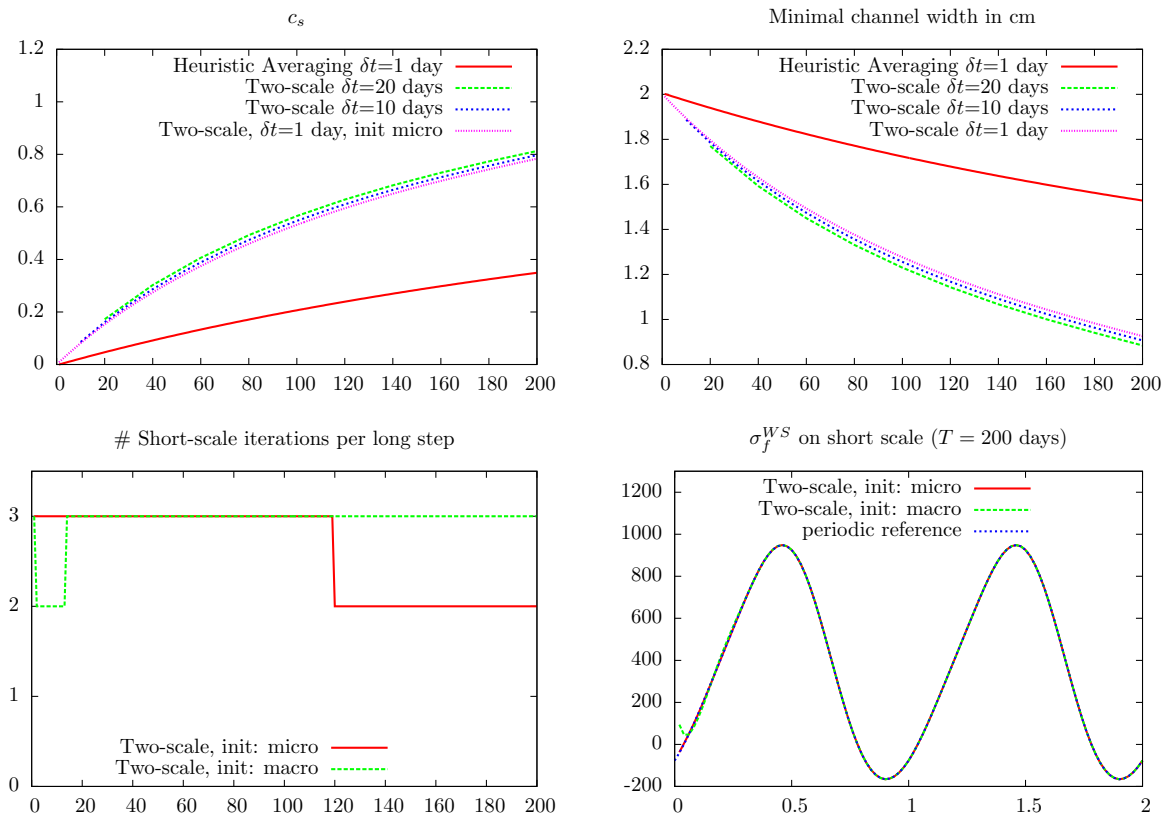 c_s
1.2
1
0.8
0.6
0.4
0.2
0
Heuristic Averaging δt=1 day
Two-scale δt=20 days
Two-scale δt=10 days
Two-scale, δt=1 day, init micro
0 20 40 60 80 100 120 140 160 180 200
Minimal channel width in cm
2.2
2
1.8
1.6
1.4
1.2
1
0.8
Heuristic Averaging δt=1 day
Two-scale δt=20 days
Two-scale δt=10 days
Two-scale δt=1 day
0 20 40 60 80 100 120 140 160 180 200
# Short-scale iterations per long step
3
2
1
0
Two-scale, init: micro
Two-scale, init: macro
0 20 40 60 80 100 120 140 160 180 200
σ_f^{WS} on short scale (T = 200 days)
1200
1000
800
600
400
200
0
-200
Two-scale, init: micro
Two-scale, init: macro
periodic reference
0 0.5 1 1.5 2